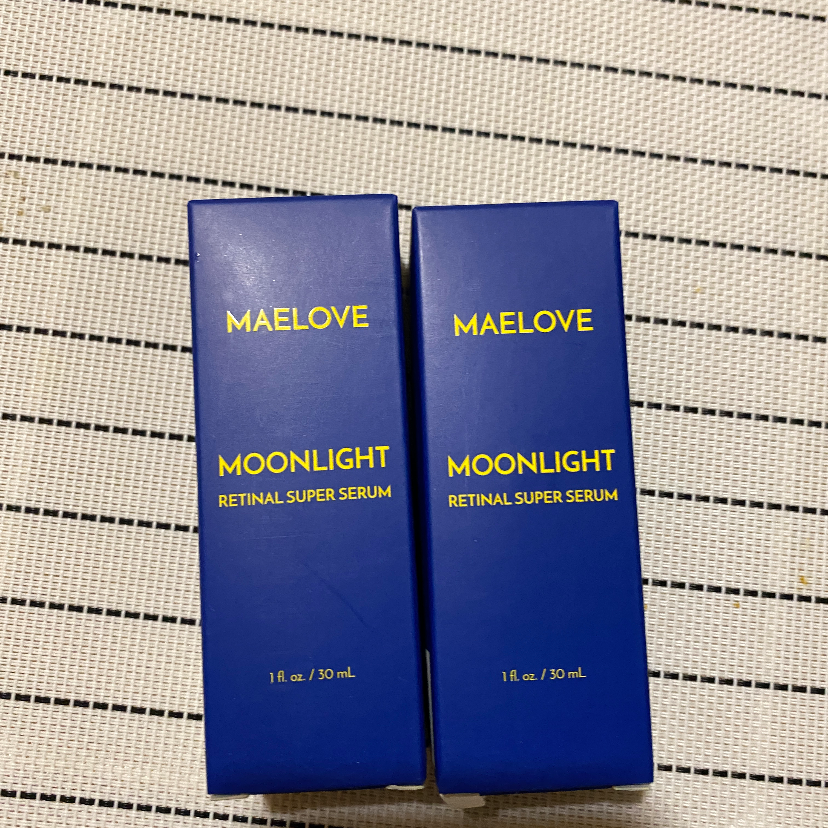 MAELOVE
MOONLIGHT
RETINAL SUPER SERUM
1 fl. oz. / 30 mL
MAELOVE
MOONLIGHT
RETINAL SUPER SERUM
1 fl. oz. / 30 mL